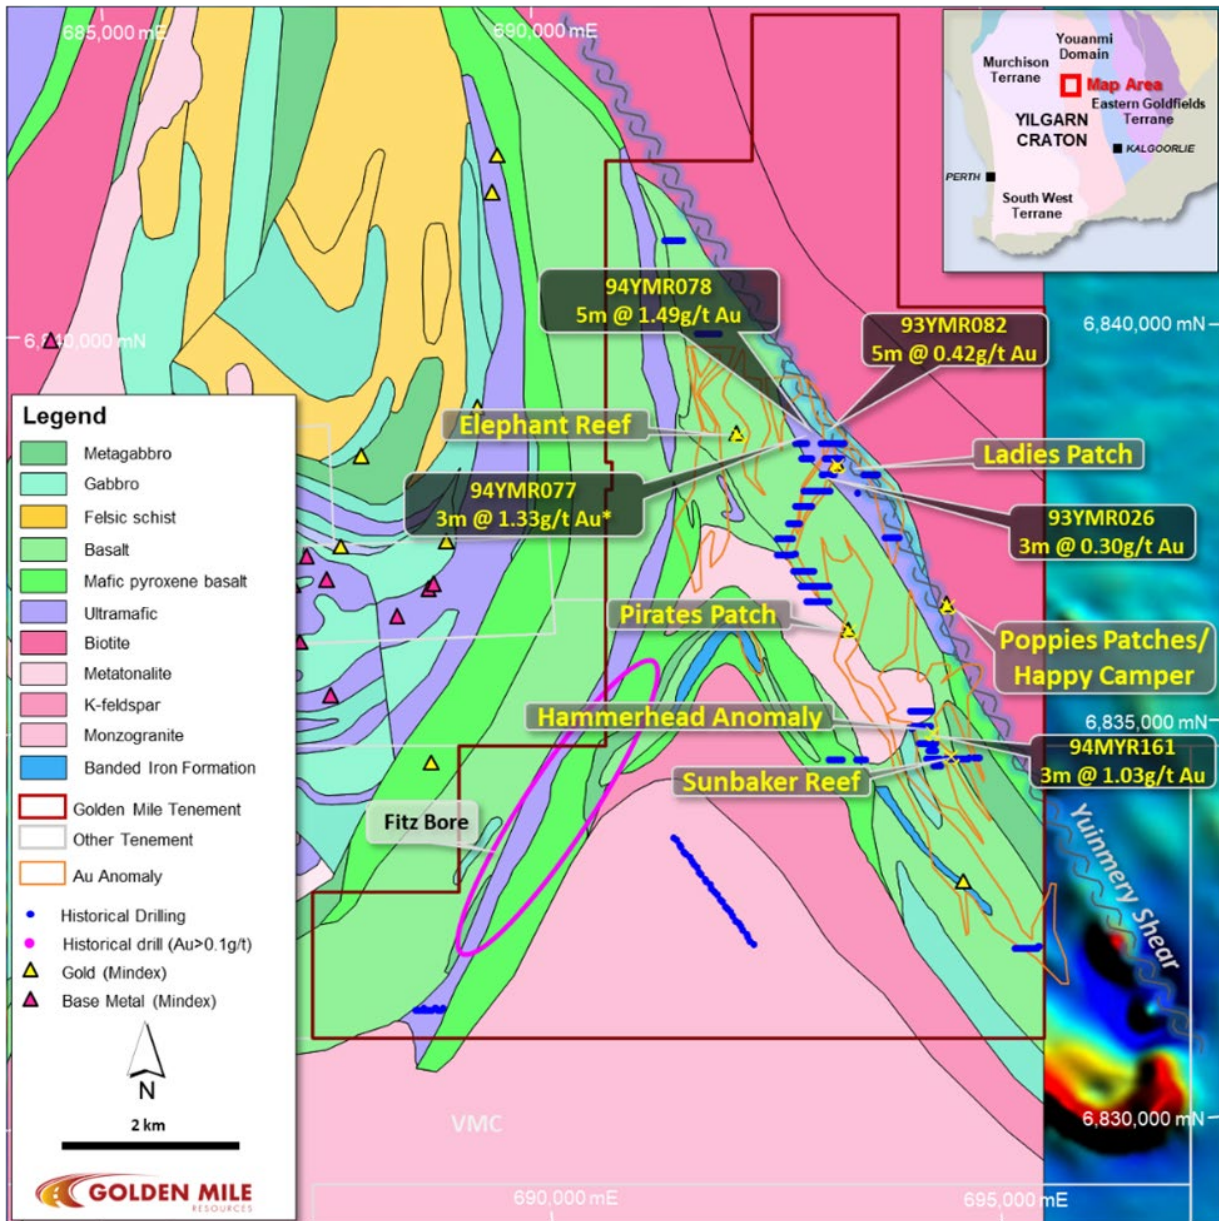 685,000 mE
690,000 mE
Youanmi
Domain
Murchison
Terrane
Map Area
Eastern Goldfields
Terrane
YILGARN
CRATON
KALGOORLIE
PERTH
South West
Terrane
94YMR078
5m @ 1.49g/t Au
93YMR082
5m @ 0.42g/t Au
6,840,000 mN
6,840,000 mN
Elephant Reef
Ladies Patch
94YMR077
3m @ 1.33g/t Au*
93YMR026
3m @ 0.30g/t Au
Pirates Patch
Poppies Patches/
Happy Camper
Hammerhead Anomaly
6,835,000 mN
94MYR161
3m @ 1.03g/t Au
Sunbaker Reef
Fitz Bore
Yuinmery Shear
VMC
6,830,000 mN
690,000 mE
695,000 mE
Legend
Metagabbro
Gabbro
Felsic schist
Basalt
Mafic pyroxene basalt
Ultramafic
Biotite
Metatonalite
K-feldspar
Monzogranite
Banded Iron Formation
Golden Mile Tenement
Other Tenement
Au Anomaly
Historical Drilling
Historical drill (Au>0.1g/t)
Gold (Mindex)
Base Metal (Mindex)
N
2 km
GOLDEN MILE
RESOURCES